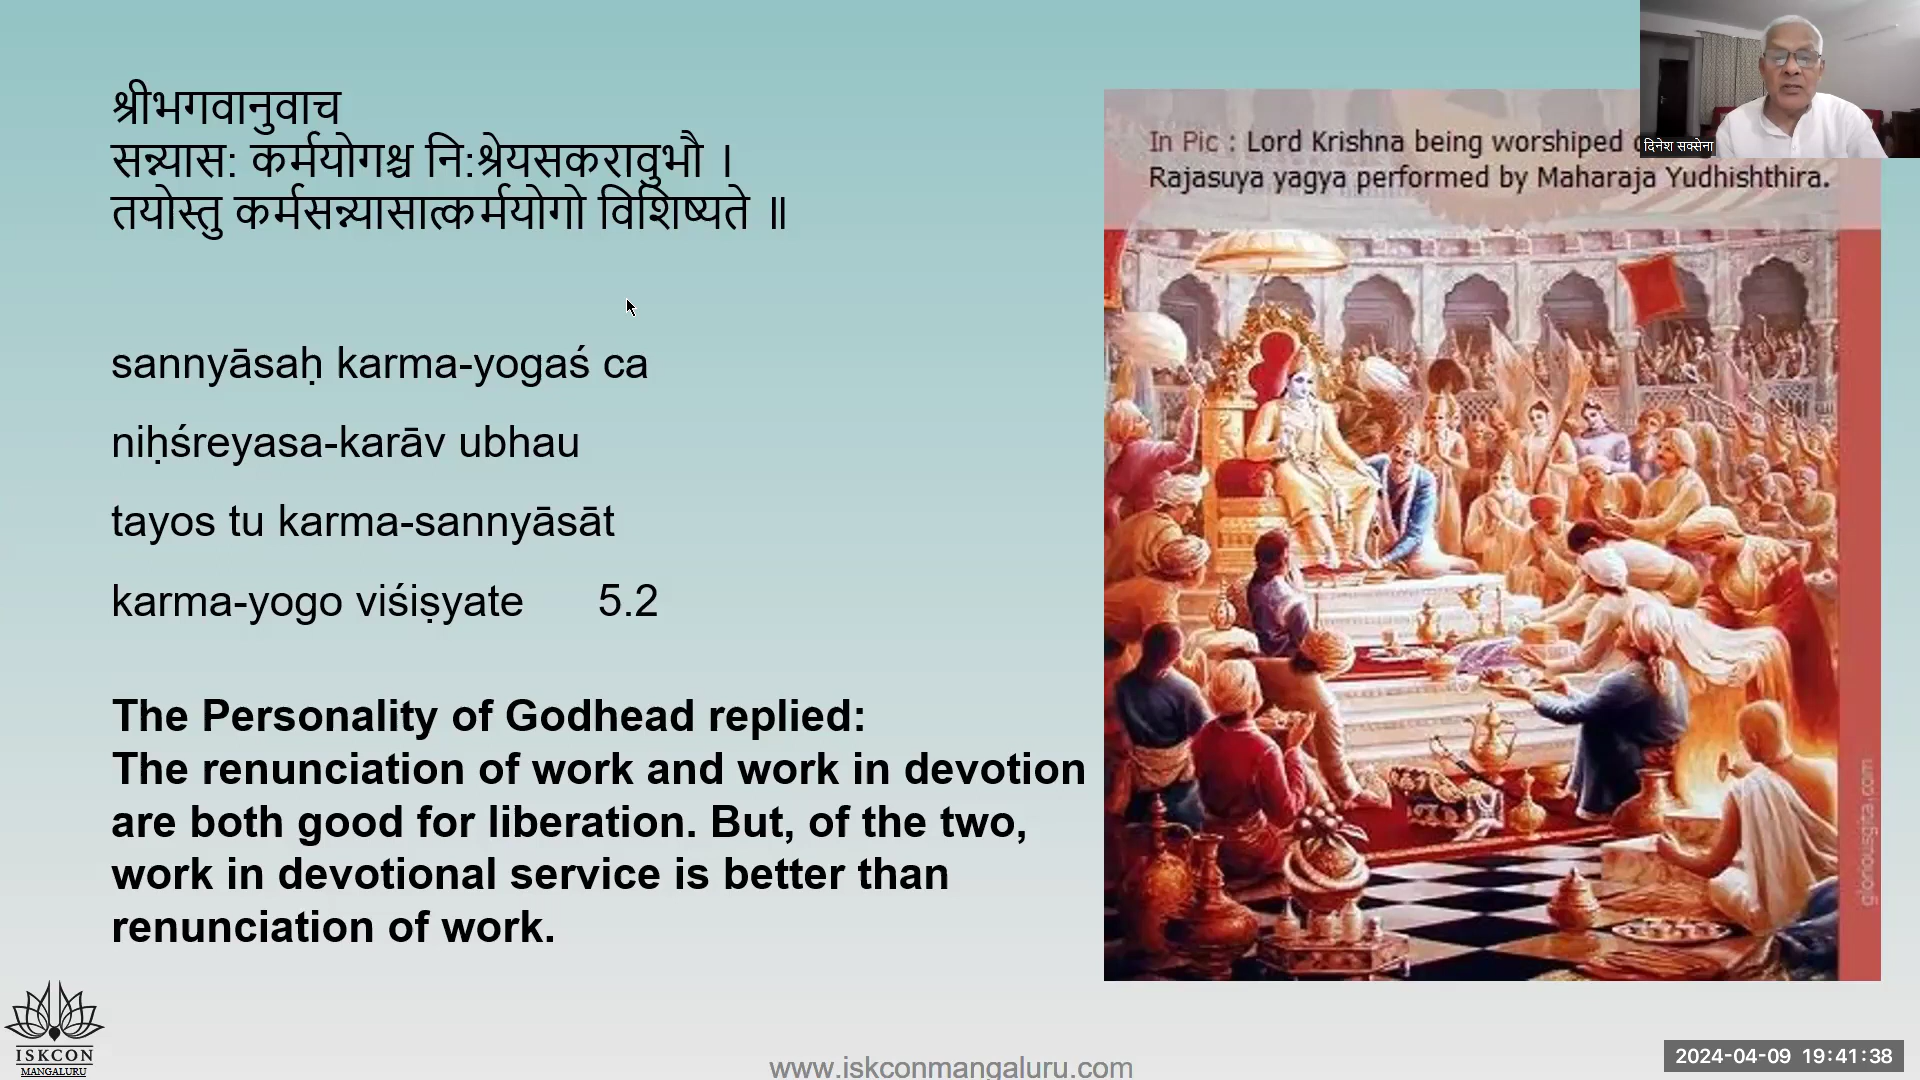 श्रीभगवानुवाच
सन्न्यास: कर्मयोगश्च नि:श्रेयसकरावुभौ ।
तयोस्तु कर्मसन्न्यासात्कर्मयोगो विशिष्यते ॥
sannyāsaḥ karma-yogaś ca
niḥśreyasa-karāv ubhau
tayos tu karma-sannyāsāt
karma-yogo viśiṣyate 5.2
The Personality of Godhead replied:
The renunciation of work and work in devotion
are both good for liberation. But, of the two,
work in devotional service is better than
renunciation of work.
In Pic : Lord Krishna being worshiped
Rajasuya yagya performed by Maharaja Yudhishthira.
gloriousgita.com
दिनेश सक्सेना
ISKCON
MANGALURU
www.iskconmangaluru.com
2024-04-09 19:41:38